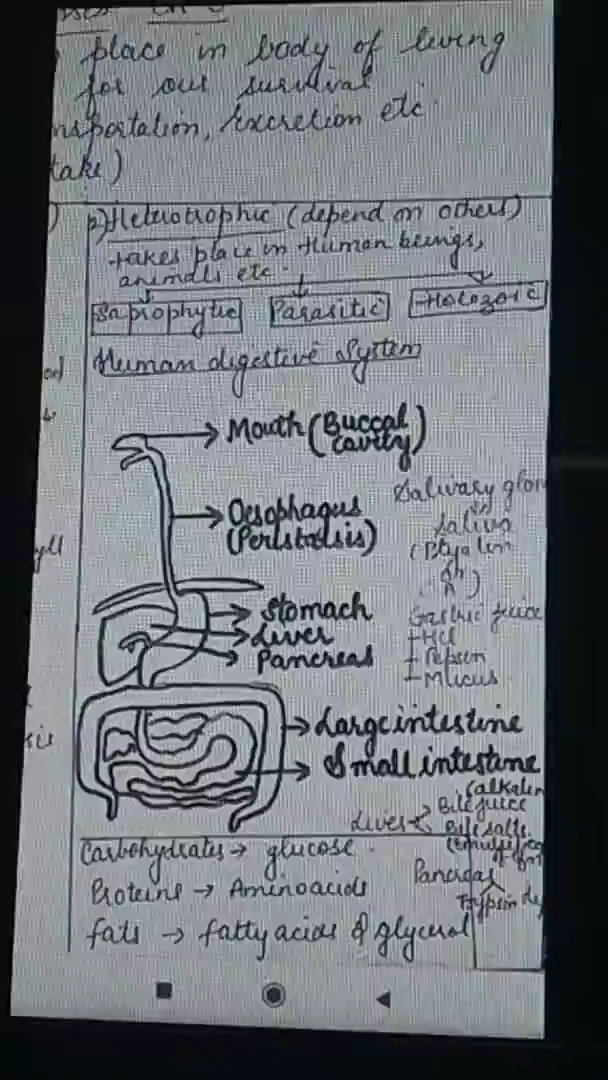 place in body of living
for our survival
nsportation, Excretion etc.
take)
b) Heterotrophic (depend on others)
takes place in Human beings,
animals etc.
Saprophytic Parasitic Holozoic
Human digestive System
Mouth (Buccal cavity)
Oesophagus
(Peristalsis)
Salivary glan
Saliva
(Ptyalin
Stomach
Liver
Pancreas
Gastric juice
HCl
Pepsin
Mucus
Large intestine
Small intestine
(alkalin
Liver Bile juice
Bile salts
Carbohydrates → glucose.
Proteins → Aminoacids
fats → fatty acids & glycerol
Pancreas
Trypsin